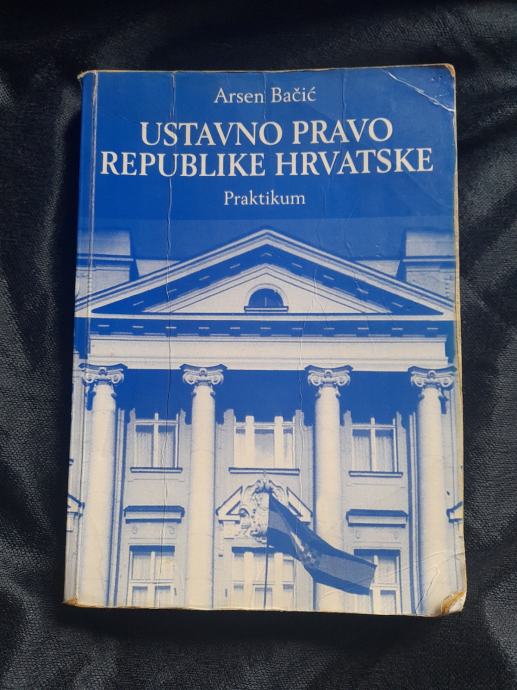 Arsen Bačić
USTAVNO PRAVO
REPUBLIKE HRVATSKE
Praktikum